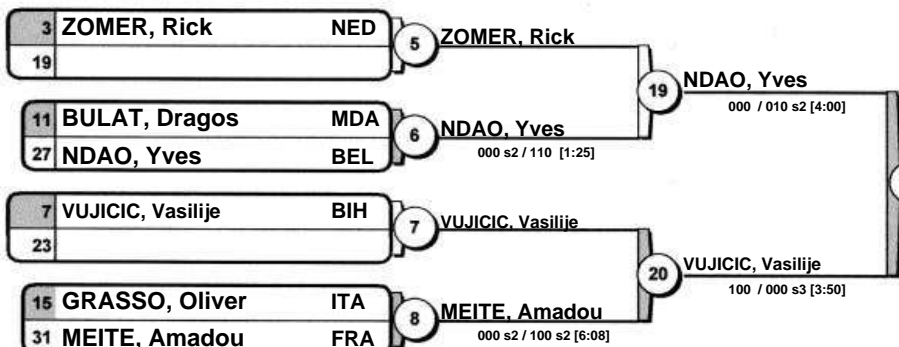 3 ZOMER, Rick NED
19
5
ZOMER, Rick
11 BULAT, Dragos MDA
27 NDAO, Yves BEL
6
NDAO, Yves
000 s2 / 110 [1:25]
19
NDAO, Yves
000 / 010 s2 [4:00]
7 VUJICIC, Vasilije BIH
23
7
VUJICIC, Vasilije
15 GRASSO, Oliver ITA
31 MEITE, Amadou FRA
8
MEITE, Amadou
000 s2 / 100 s2 [6:08]
20
VUJICIC, Vasilije
100 / 000 s3 [3:50]